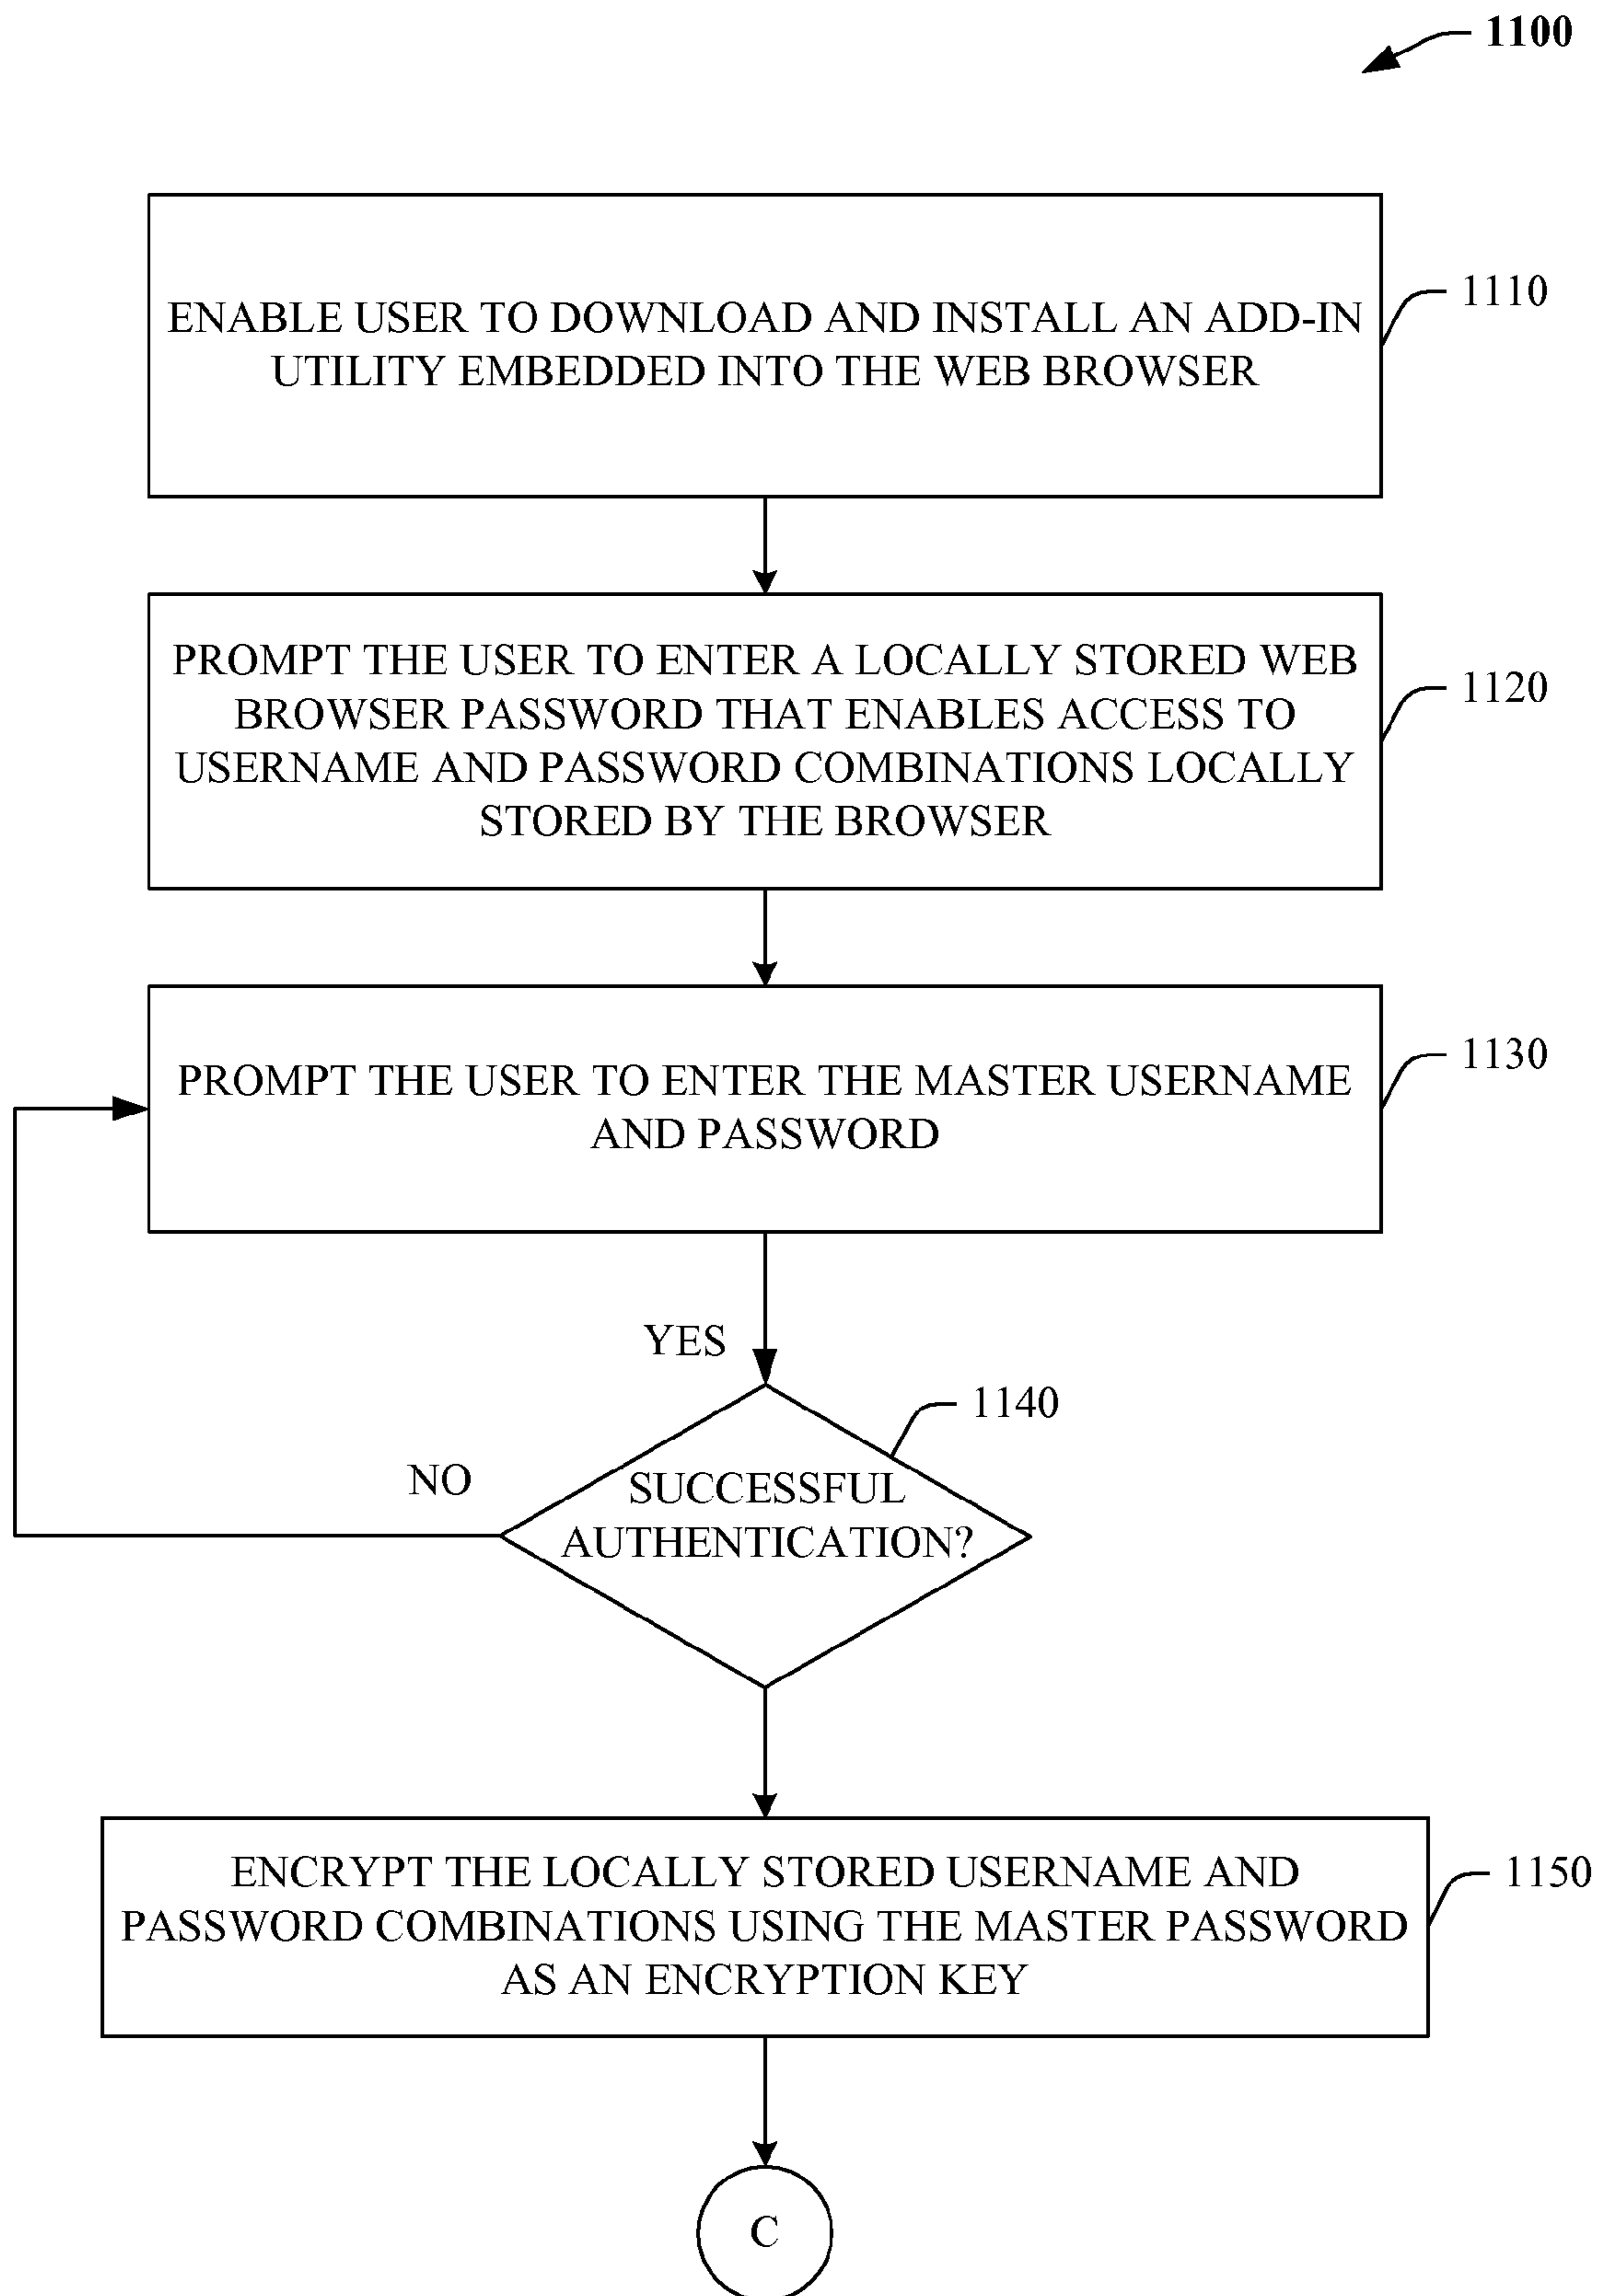 1100
ENABLE USER TO DOWNLOAD AND INSTALL AN ADD-IN
UTILITY EMBEDDED INTO THE WEB BROWSER
1110
PROMPT THE USER TO ENTER A LOCALLY STORED WEB
BROWSER PASSWORD THAT ENABLES ACCESS TO
USERNAME AND PASSWORD COMBINATIONS LOCALLY
STORED BY THE BROWSER
1120
PROMPT THE USER TO ENTER THE MASTER USERNAME
AND PASSWORD
1130
YES
1140
NO
SUCCESSFUL
AUTHENTICATION?
ENCRYPT THE LOCALLY STORED USERNAME AND
PASSWORD COMBINATIONS USING THE MASTER PASSWORD
AS AN ENCRYPTION KEY
1150
C